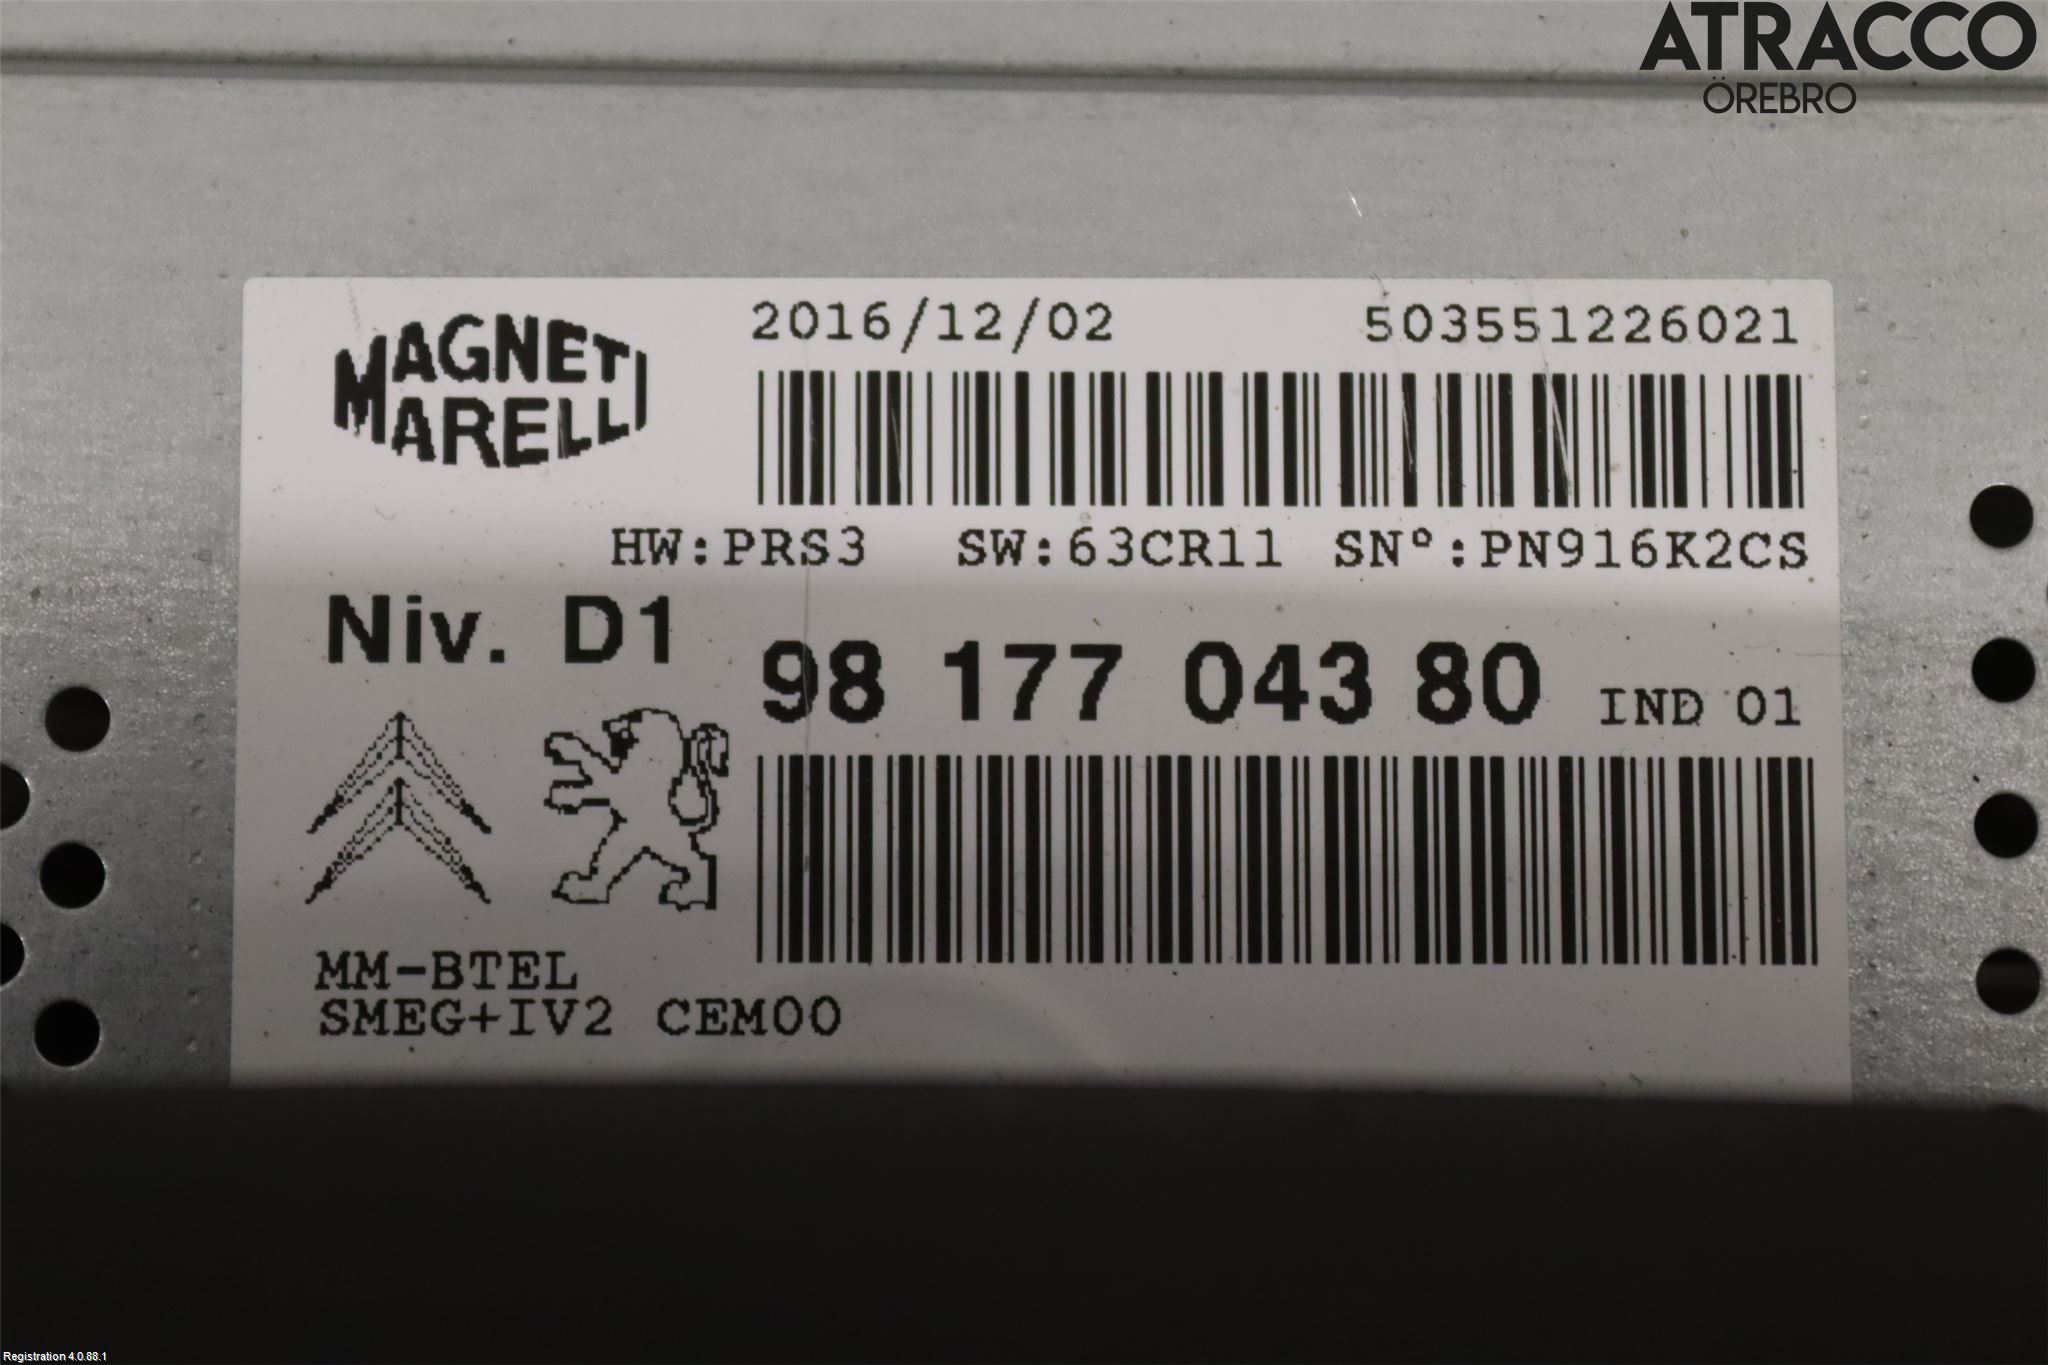 ATRACCO
ÖREBRO
MAGNETI
MARELLI
2016/12/02 503551226021
HW:PRS3 SW:63CR11 SN°:PN916K2CS
Niv. D1
98 177 043 80 IND 01
MM-BTEL
SMEG+IV2 CEM00
Registration 4.0.88.1